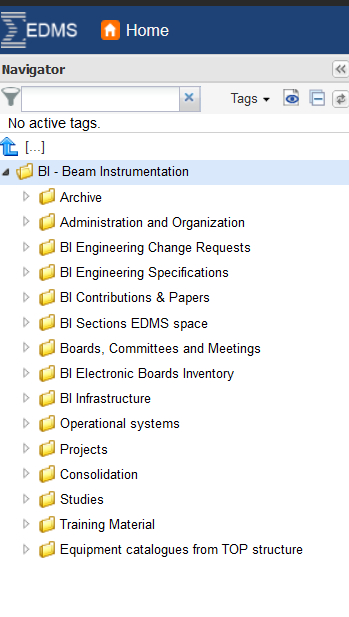 EDMS Home
Navigator
Tags
No active tags.
[...]
BI - Beam Instrumentation
Archive
Administration and Organization
BI Engineering Change Requests
BI Engineering Specifications
BI Contributions & Papers
BI Sections EDMS space
Boards, Committees and Meetings
BI Electronic Boards Inventory
BI Infrastructure
Operational systems
Projects
Consolidation
Studies
Training Material
Equipment catalogues from TOP structure